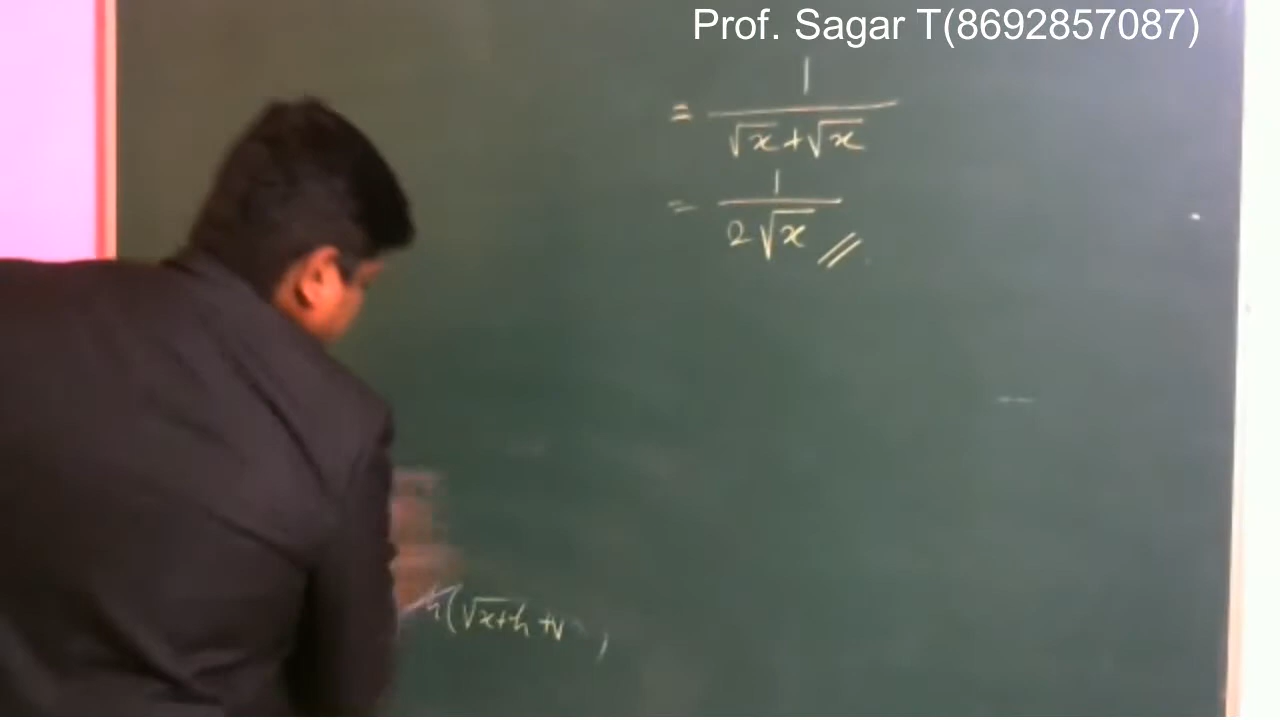 Prof. Sagar T(8692857087)
= 1/(√x+√x)
= 1/(2√x) //
h(√x+h +√